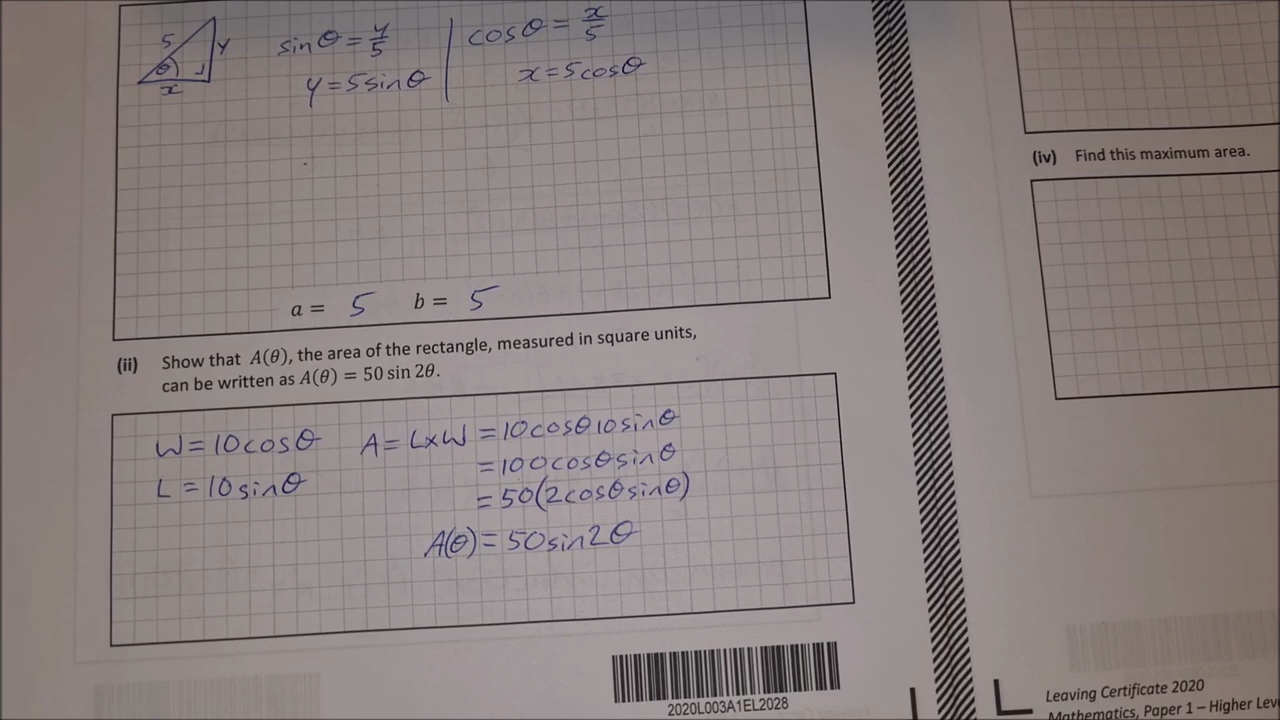 5 y θ x
sinθ = y/5
y = 5sinθ
cosθ = x/5
x = 5cosθ
a = 5 b = 5
(ii) Show that A(θ), the area of the rectangle, measured in square units,
can be written as A(θ) = 50 sin 2θ.
W = 10cosθ
L = 10sinθ
A = L×W = 10cosθ10sinθ
= 100cosθsinθ
= 50(2cosθsinθ)
A(θ) = 50sin2θ
2020L003A1EL2028
(iv) Find this maximum area.
Leaving Certificate 2020
Mathematics, Paper 1 – Higher Lev